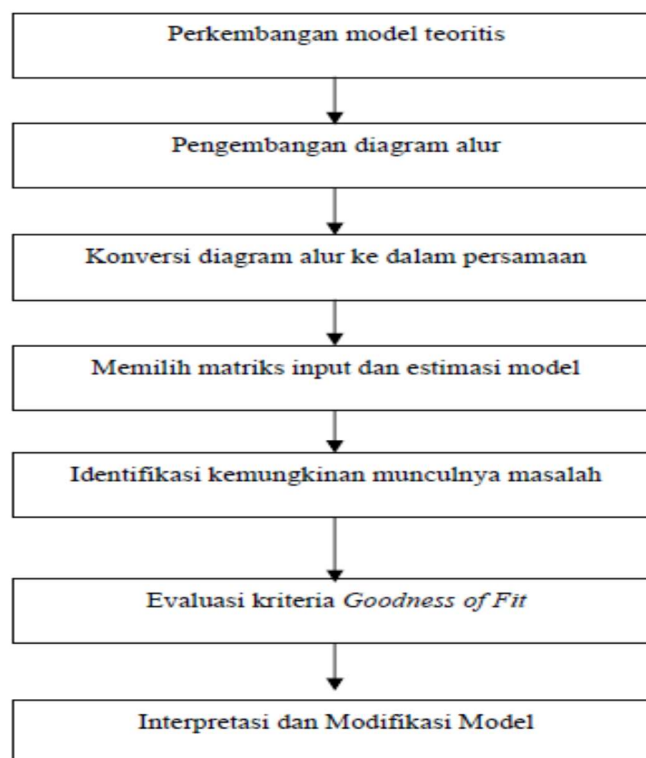 Perkembangan model teoritis
Pengembangan diagram alur
Konversi diagram alur ke dalam persamaan
Memilih matriks input dan estimasi model
Identifikasi kemungkinan munculnya masalah
Evaluasi kriteria Goodness of Fit
Interpretasi dan Modifikasi Model